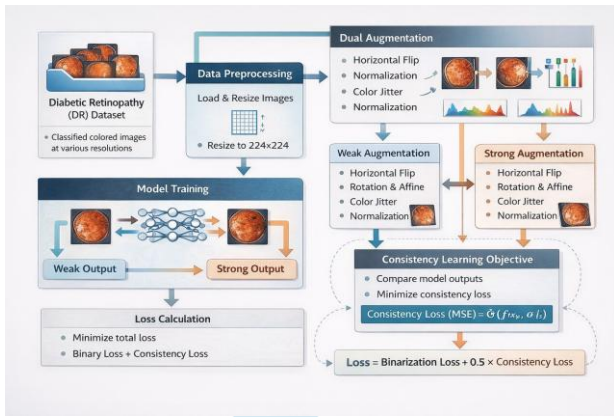 Diabetic Retinopathy
(DR) Dataset
• Classified colored images
at various resolutions
Data Preprocessing
Load & Resize Images
• Resize to 224×224
Dual Augmentation
• Horizontal Flip
• Normalization
• Color Jitter
• Normalization
Weak Augmentation
• Horizontal Flip
• Rotation & Affine
• Color Jitter
• Normalization
Strong Augmentation
• Horizontal Flip
• Rotation & Affine
• Color Jitter
• Normalization
Model Training
Weak Output
Strong Output
Loss Calculation
• Minimize total loss
• Binary Loss + Consistency Loss
Consistency Learning Objective
• Compare model outputs
• Minimize consistency loss
Consistency Loss (MSE) =
Loss = Binarization Loss + 0.5 × Consistency Loss